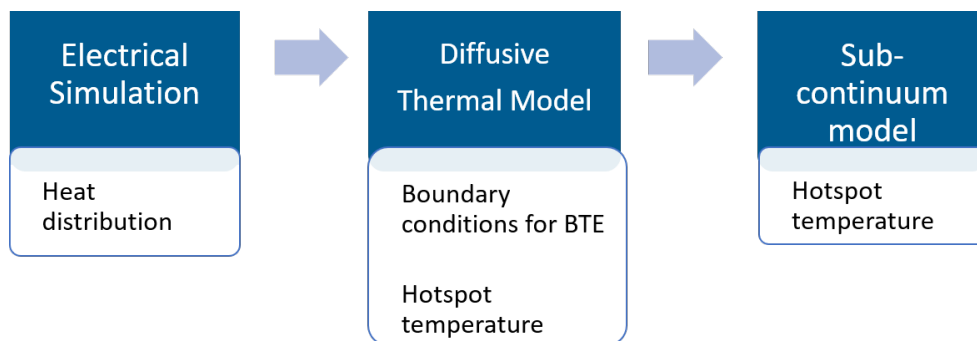 Electrical
Simulation
Heat
distribution
Diffusive
Thermal Model
Boundary
conditions for BTE
Hotspot
temperature
Sub-
continuum
model
Hotspot
temperature